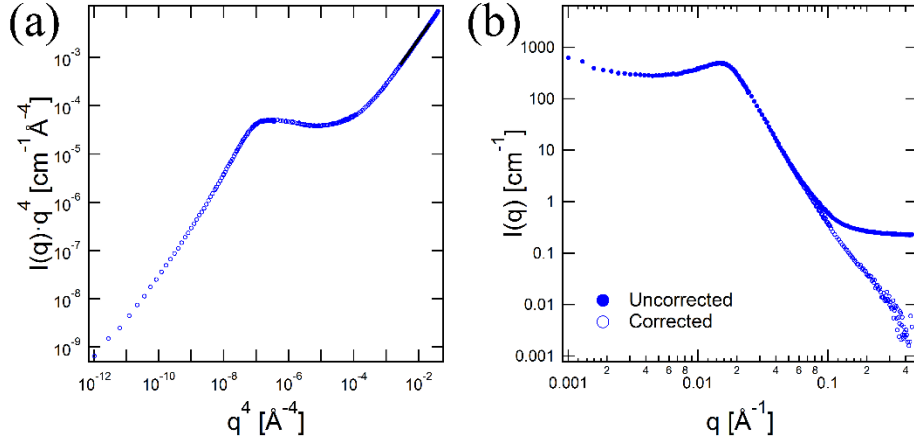 (a)
I(q)·q⁴ [cm⁻¹Å⁻⁴]
10⁻³
10⁻⁴
10⁻⁵
10⁻⁶
10⁻⁷
10⁻⁸
10⁻⁹
10⁻¹² 10⁻¹⁰ 10⁻⁸ 10⁻⁶ 10⁻⁴ 10⁻²
q⁴ [Å⁻⁴]
(b)
I(q) [cm⁻¹]
1000
100
10
1
0.1
0.01
0.001
Uncorrected
Corrected
0.001 2 4 6 8 0.01 2 4 6 8 0.1 2 4
q [Å⁻¹]